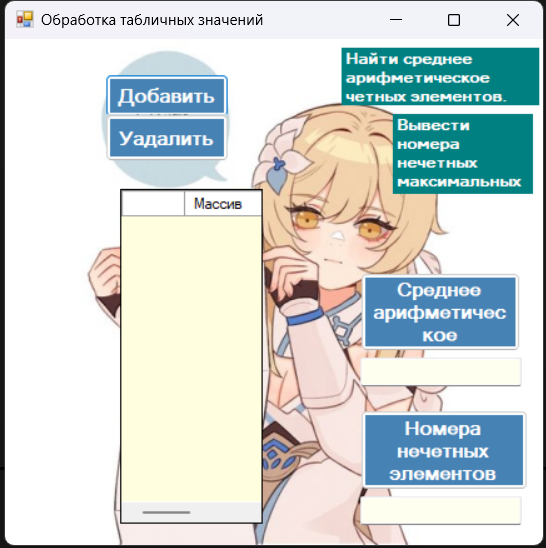 Обработка табличных значений
Найти среднее
арифметическое
четных элементов.
Добавить
Уадалить
Вывести
номера
нечетных
максимальных
Массив
Среднее
арифметичес
кое
Номера
нечетных
элементов